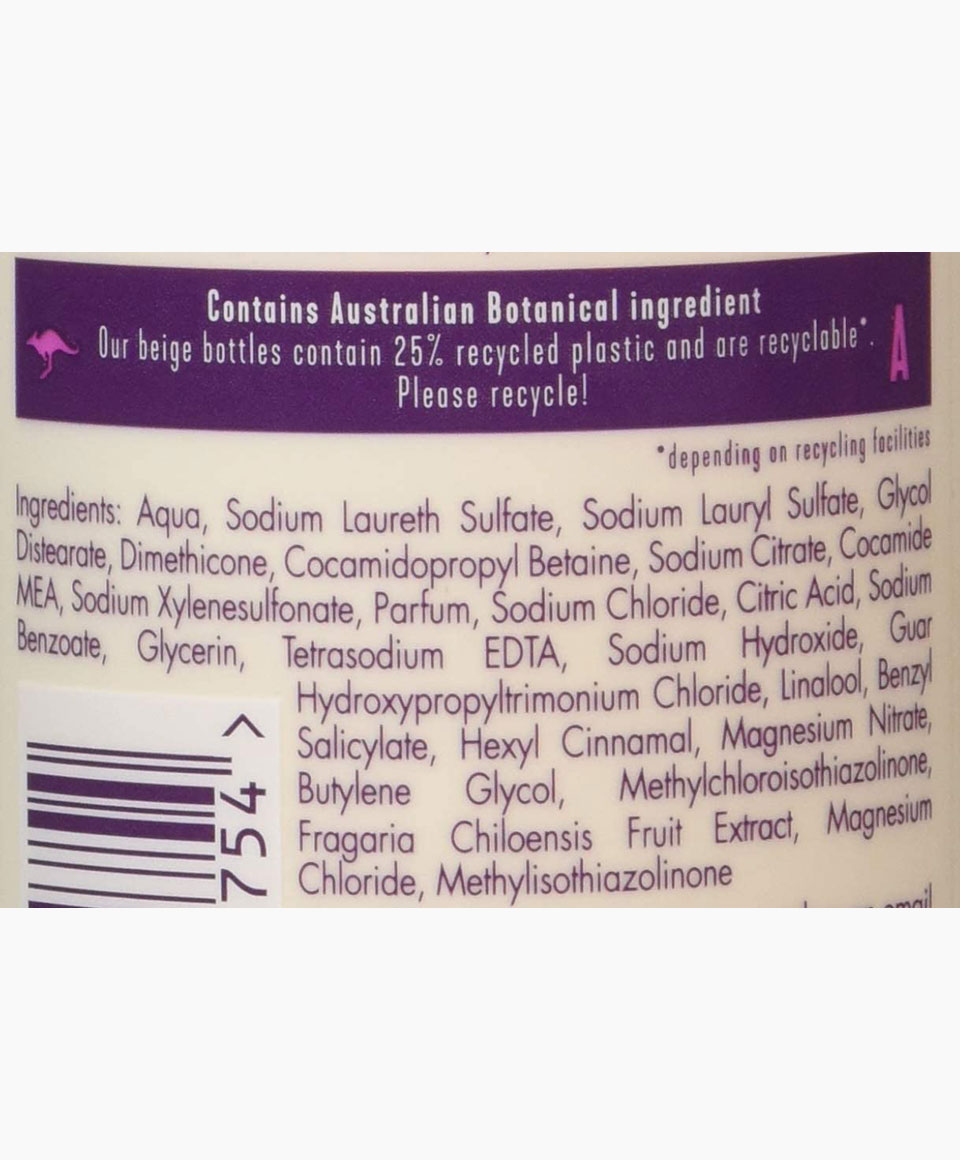 Contains Australian Botanical ingredient
Our beige bottles contain 25% recycled plastic and are recyclable*.
A
Please recycle!
*depending on recycling facilities
Ingredients: Aqua, Sodium Laureth Sulfate, Sodium Lauryl Sulfate, Glycol
Distearate, Dimethicone, Cocamidopropyl Betaine, Sodium Citrate, Cocamide
MEA, Sodium Xylenesulfonate, Parfum, Sodium Chloride, Citric Acid, Sodium
Benzoate, Glycerin, Tetrasodium EDTA, Sodium Hydroxide, Guar
Hydroxypropyltrimonium Chloride, Linalool, Benzyl
Salicylate, Hexyl Cinnamal, Magnesium Nitrate,
Butylene Glycol, Methylchloroisothiazolinone,
Fragaria Chiloensis Fruit Extract, Magnesium
Chloride, Methylisothiazolinone
754>
email